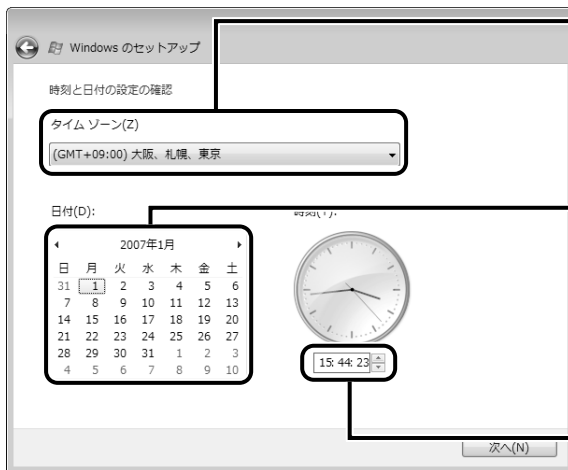 Windows のセットアップ
時刻と日付の設定の確認
タイム ゾーン(Z)
(GMT+09:00) 大阪、札幌、東京
日付(D):
時刻(T):
2007年1月
日 月 火 水 木 金 土
31 1 2 3 4 5 6
7 8 9 10 11 12 13
14 15 16 17 18 19 20
21 22 23 24 25 26 27
28 29 30 31 1 2 3
4 5 6 7 8 9 10
15: 44: 23
次へ(N)